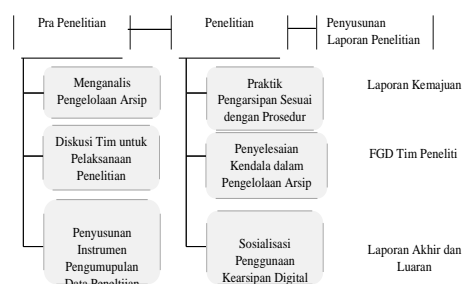 Pra Penelitian
Penelitian
Penyusunan
Laporan Penelitian
Menganalis
Pengelolaan Arsip
Diskusi Tim untuk
Pelaksanaan
Penelitian
Penyusunan
Instrumen
Pengumupulan
Data Peneltiian
Praktik
Pengarsipan Sesuai
dengan Prosedur
Penyelesaian
Kendala dalam
Pengelolaan Arsip
Sosialisasi
Penggunaan
Kearsipan Digital
Laporan Kemajuan
FGD Tim Peneliti
Laporan Akhir dan
Luaran